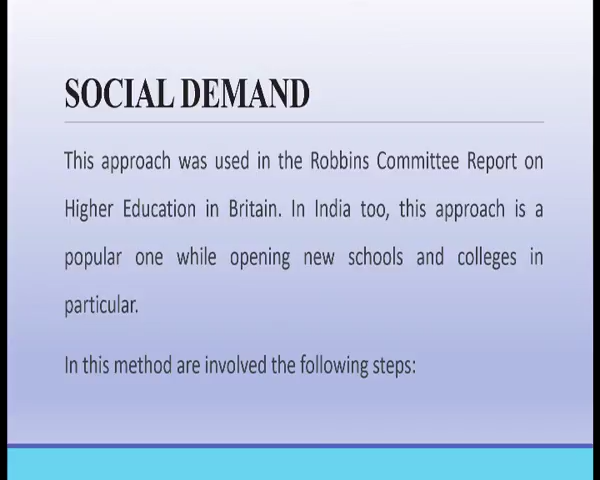 SOCIAL DEMAND
This approach was used in the Robbins Committee Report on
Higher Education in Britain. In India too, this approach is a
popular one while opening new schools and colleges in
particular.
In this method are involved the following steps: